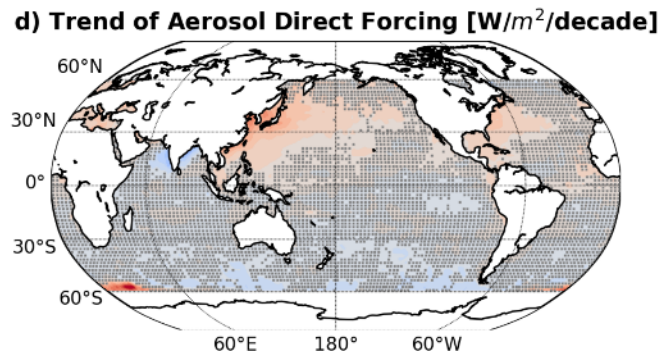 d) Trend of Aerosol Direct Forcing [W/m²/decade]
60°N
30°N
0°
30°S
60°S
60°E 180° 60°W